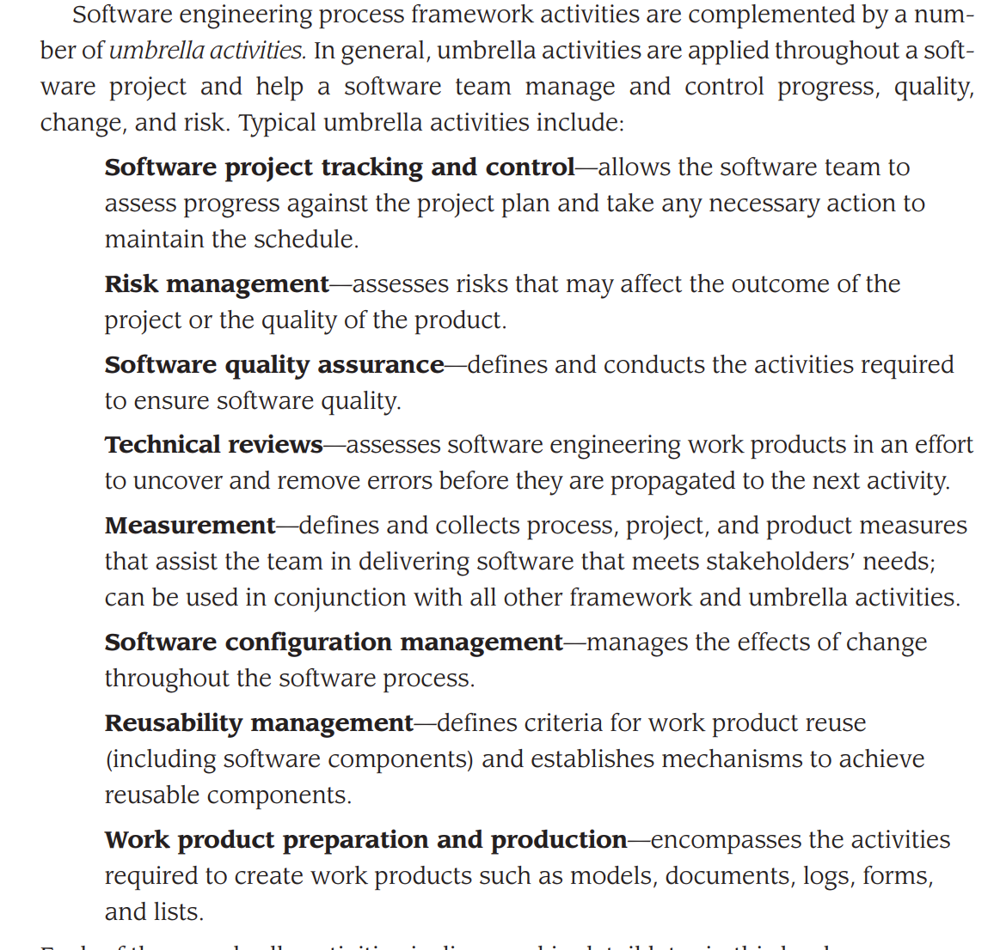 Software engineering process framework activities are complemented by a num-
ber of umbrella activities. In general, umbrella activities are applied throughout a soft-
ware project and help a software team manage and control progress, quality,
change, and risk. Typical umbrella activities include:
Software project tracking and control—allows the software team to
assess progress against the project plan and take any necessary action to
maintain the schedule.
Risk management—assesses risks that may affect the outcome of the
project or the quality of the product.
Software quality assurance—defines and conducts the activities required
to ensure software quality.
Technical reviews—assesses software engineering work products in an effort
to uncover and remove errors before they are propagated to the next activity.
Measurement—defines and collects process, project, and product measures
that assist the team in delivering software that meets stakeholders’ needs;
can be used in conjunction with all other framework and umbrella activities.
Software configuration management—manages the effects of change
throughout the software process.
Reusability management—defines criteria for work product reuse
(including software components) and establishes mechanisms to achieve
reusable components.
Work product preparation and production—encompasses the activities
required to create work products such as models, documents, logs, forms,
and lists.